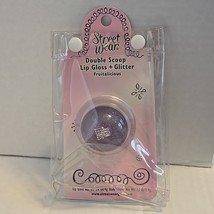 Street
Wear
Double Scoop
Lip Gloss + Glitter
Fruitalicious